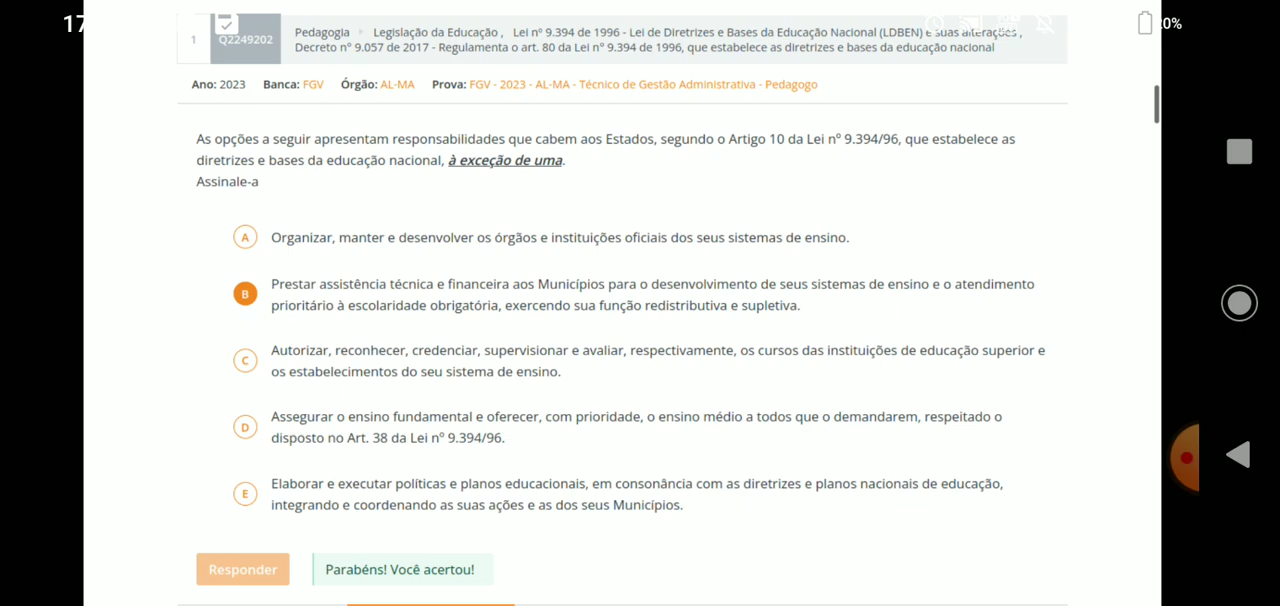 17
0%
1
Q2249202
Pedagogia
Legislação da Educação , Lei nº 9.394 de 1996 - Lei de Diretrizes e Bases da Educação Nacional (LDBEN) e suas alterações ,
Decreto nº 9.057 de 2017 - Regulamenta o art. 80 da Lei nº 9.394 de 1996, que estabelece as diretrizes e bases da educação nacional
Ano: 2023 Banca: FGV Órgão: AL-MA Prova: FGV - 2023 - AL-MA - Técnico de Gestão Administrativa - Pedagogo
As opções a seguir apresentam responsabilidades que cabem aos Estados, segundo o Artigo 10 da Lei nº 9.394/96, que estabelece as
diretrizes e bases da educação nacional, à exceção de uma.
Assinale-a
A Organizar, manter e desenvolver os órgãos e instituições oficiais dos seus sistemas de ensino.
Prestar assistência técnica e financeira aos Municípios para o desenvolvimento de seus sistemas de ensino e o atendimento
B
prioritário à escolaridade obrigatória, exercendo sua função redistributiva e supletiva.
Autorizar, reconhecer, credenciar, supervisionar e avaliar, respectivamente, os cursos das instituições de educação superior e
C
os estabelecimentos do seu sistema de ensino.
Assegurar o ensino fundamental e oferecer, com prioridade, o ensino médio a todos que o demandarem, respeitado o
D
disposto no Art. 38 da Lei nº 9.394/96.
Elaborar e executar políticas e planos educacionais, em consonância com as diretrizes e planos nacionais de educação,
E
integrando e coordenando as suas ações e as dos seus Municípios.
Responder
Parabéns! Você acertou!